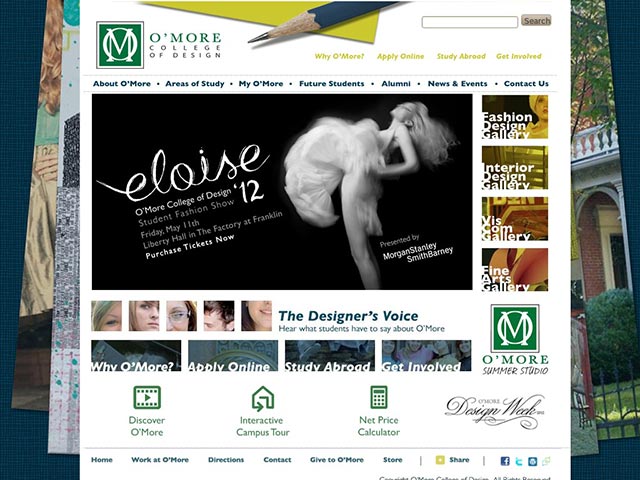 O'MORE
COLLEGE
OF DESIGN
Search
Why O'More? Apply Online Study Abroad Get Involved
About O'More • Areas of Study • My O'More • Future Students • Alumni • News & Events • Contact Us
eloise '12
O'More College of Design
Student Fashion Show
Friday, May 11th
Liberty Hall in The Factory at Franklin
Purchase Tickets Now
Presented by
MorganStanley
SmithBarney
Fashion
Design
Gallery
Interior
Design
Gallery
Vis
Com
Gallery
Fine
Arts
Gallery
The Designer's Voice
Hear what students have to say about O'More
Why O'More? Apply Online Study Abroad Get Involved
O'MORE
SUMMER STUDIO
Discover
O'More
Interactive
Campus Tour
Net Price
Calculator
O'MORE
Design Week
Home Work at O'More Directions Contact Give to O'More Store | Share |
Copyright O'More College of Design. All Rights Reserved